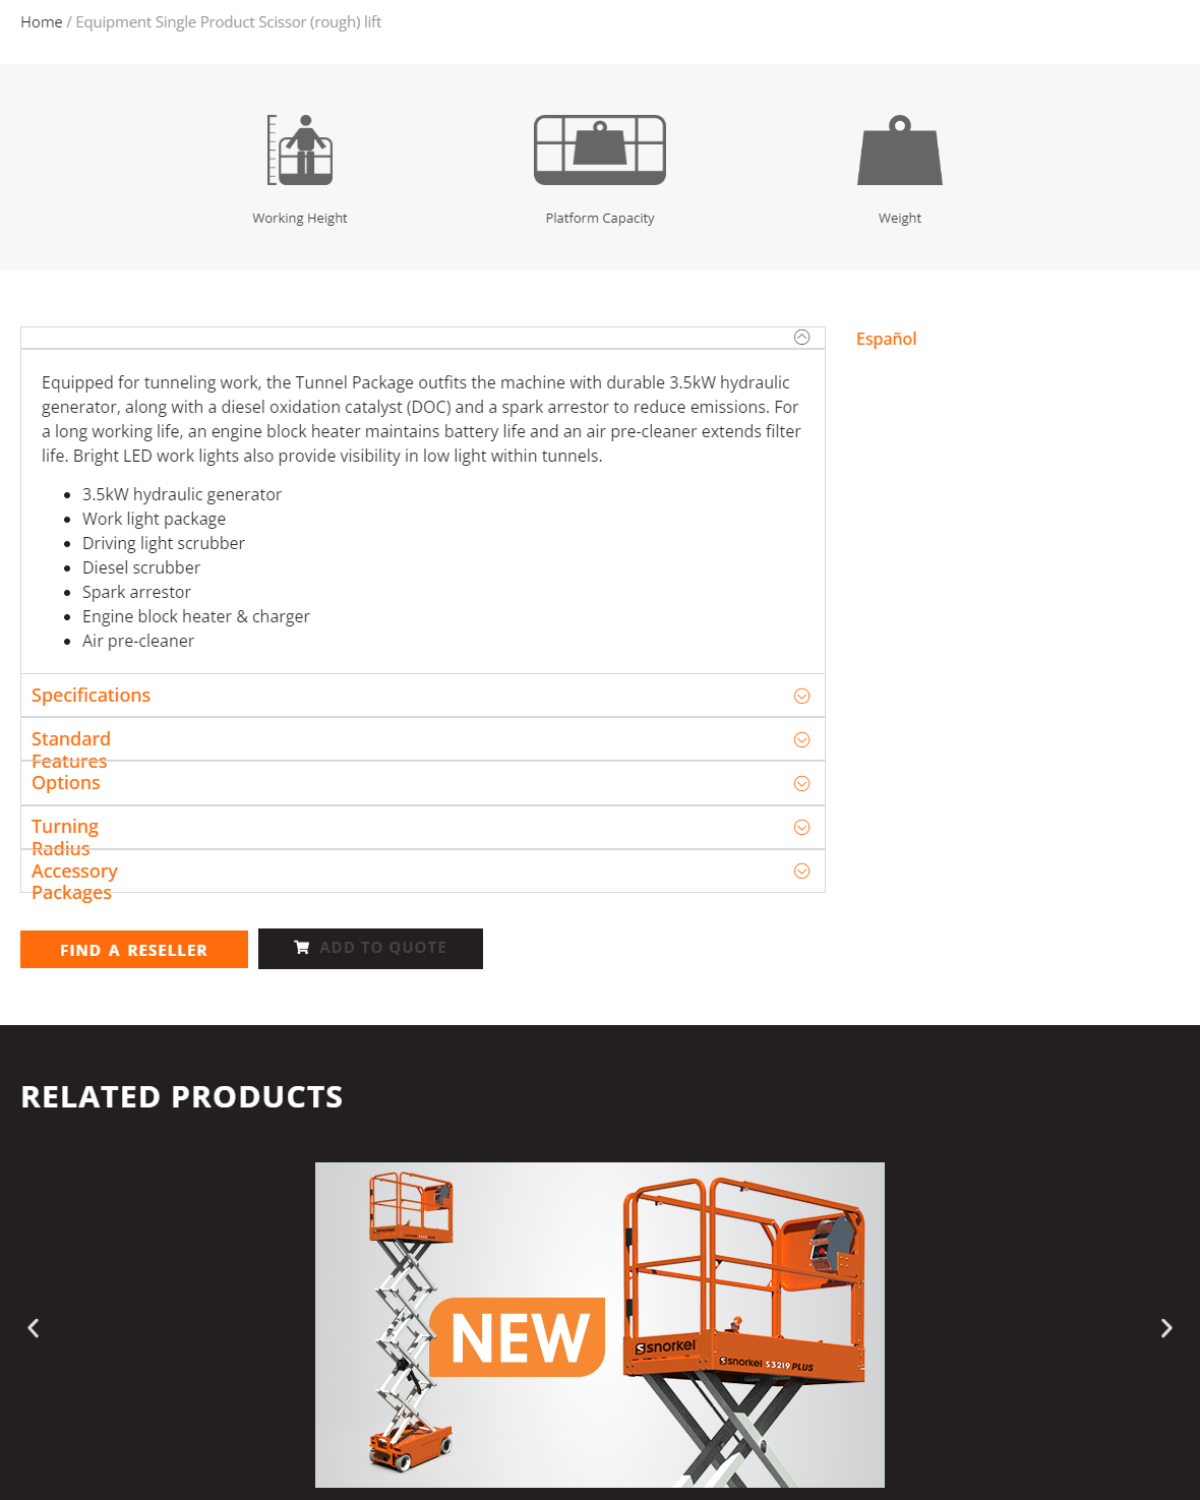 Home / Equipment Single Product Scissor (rough) lift
Working Height
Platform Capacity
Weight
Español
Equipped for tunneling work, the Tunnel Package outfits the machine with durable 3.5kW hydraulic
generator, along with a diesel oxidation catalyst (DOC) and a spark arrestor to reduce emissions. For
a long working life, an engine block heater maintains battery life and an air pre-cleaner extends filter
life. Bright LED work lights also provide visibility in low light within tunnels.
3.5kW hydraulic generator
Work light package
Driving light scrubber
Diesel scrubber
Spark arrestor
Engine block heater & charger
Air pre-cleaner
Specifications
Standard
Features
Options
Turning
Radius
Accessory
Packages
FIND A RESELLER
ADD TO QUOTE
RELATED PRODUCTS
NEW
snorkel
snorkel S3219 PLUS